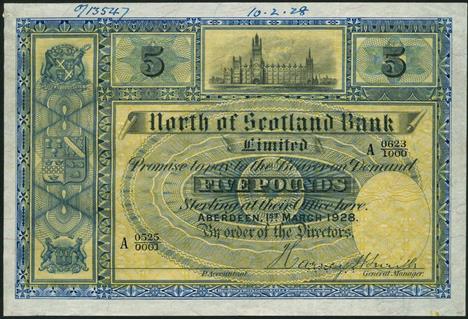 0/13547 10.2.28
5 5
North of Scotland Bank
Limited
A 0623
1000
Promise to pay to the Bearer on Demand
FIVE POUNDS
Sterling at their Office here.
ABERDEEN, 1ST MARCH 1928.
By order of the Directors.
A 0525
0001
P. Accountant.
General Manager.